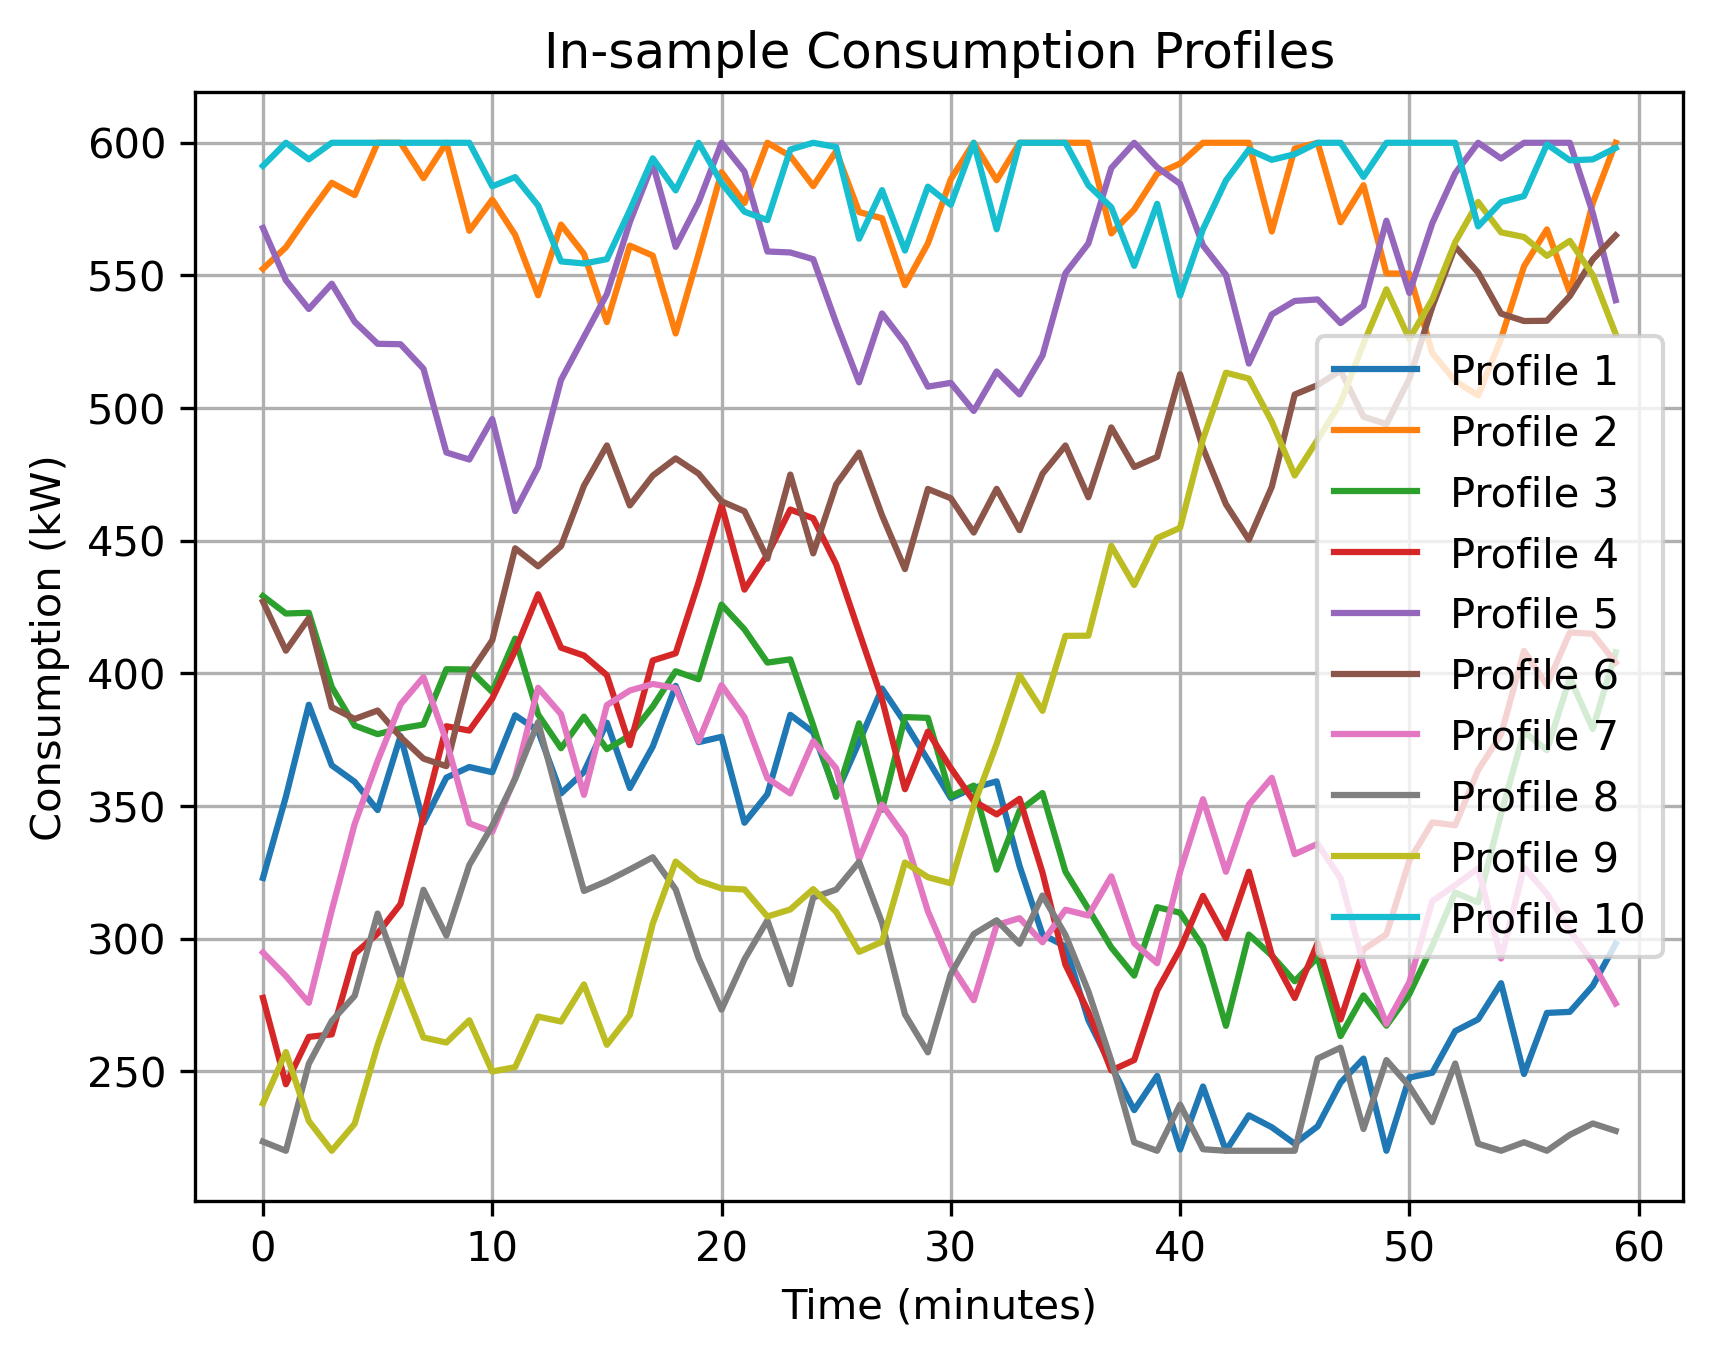 In-sample Consumption Profiles
Consumption (kW)
600
550
500
450
400
350
300
250
Profile 1
Profile 2
Profile 3
Profile 4
Profile 5
Profile 6
Profile 7
Profile 8
Profile 9
Profile 10
0 10 20 30 40 50 60
Time (minutes)